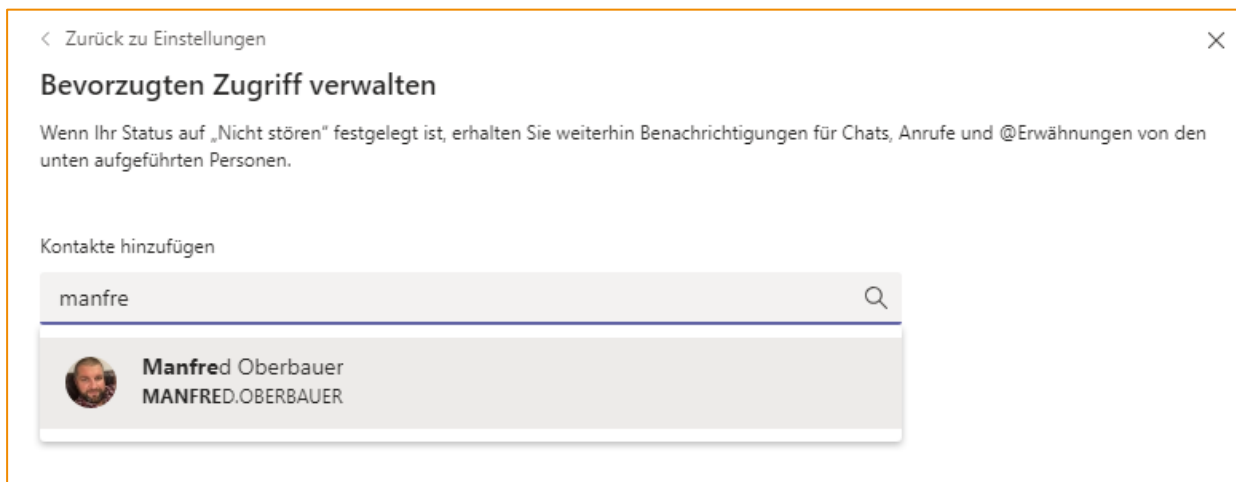 Zurück zu Einstellungen
Bevorzugten Zugriff verwalten
Wenn Ihr Status auf „Nicht stören" festgelegt ist, erhalten Sie weiterhin Benachrichtigungen für Chats, Anrufe und @Erwähnungen von den
unten aufgeführten Personen.
Kontakte hinzufügen
manfre
Manfred Oberbauer
MANFRED.OBERBAUER